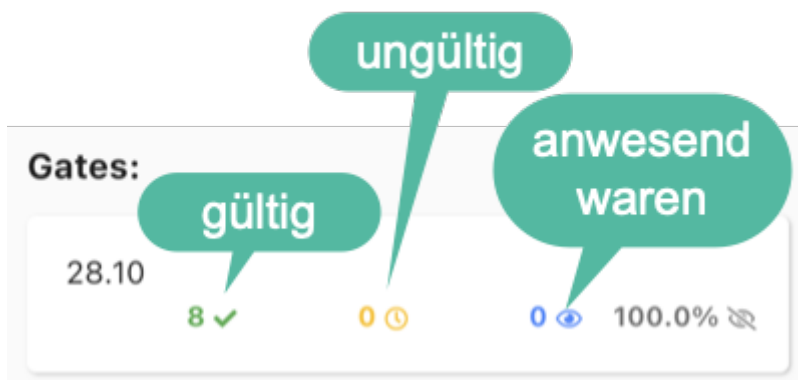 ungültig
anwesend
waren
Gates:
gültig
28.10
8
0
0
100.0%